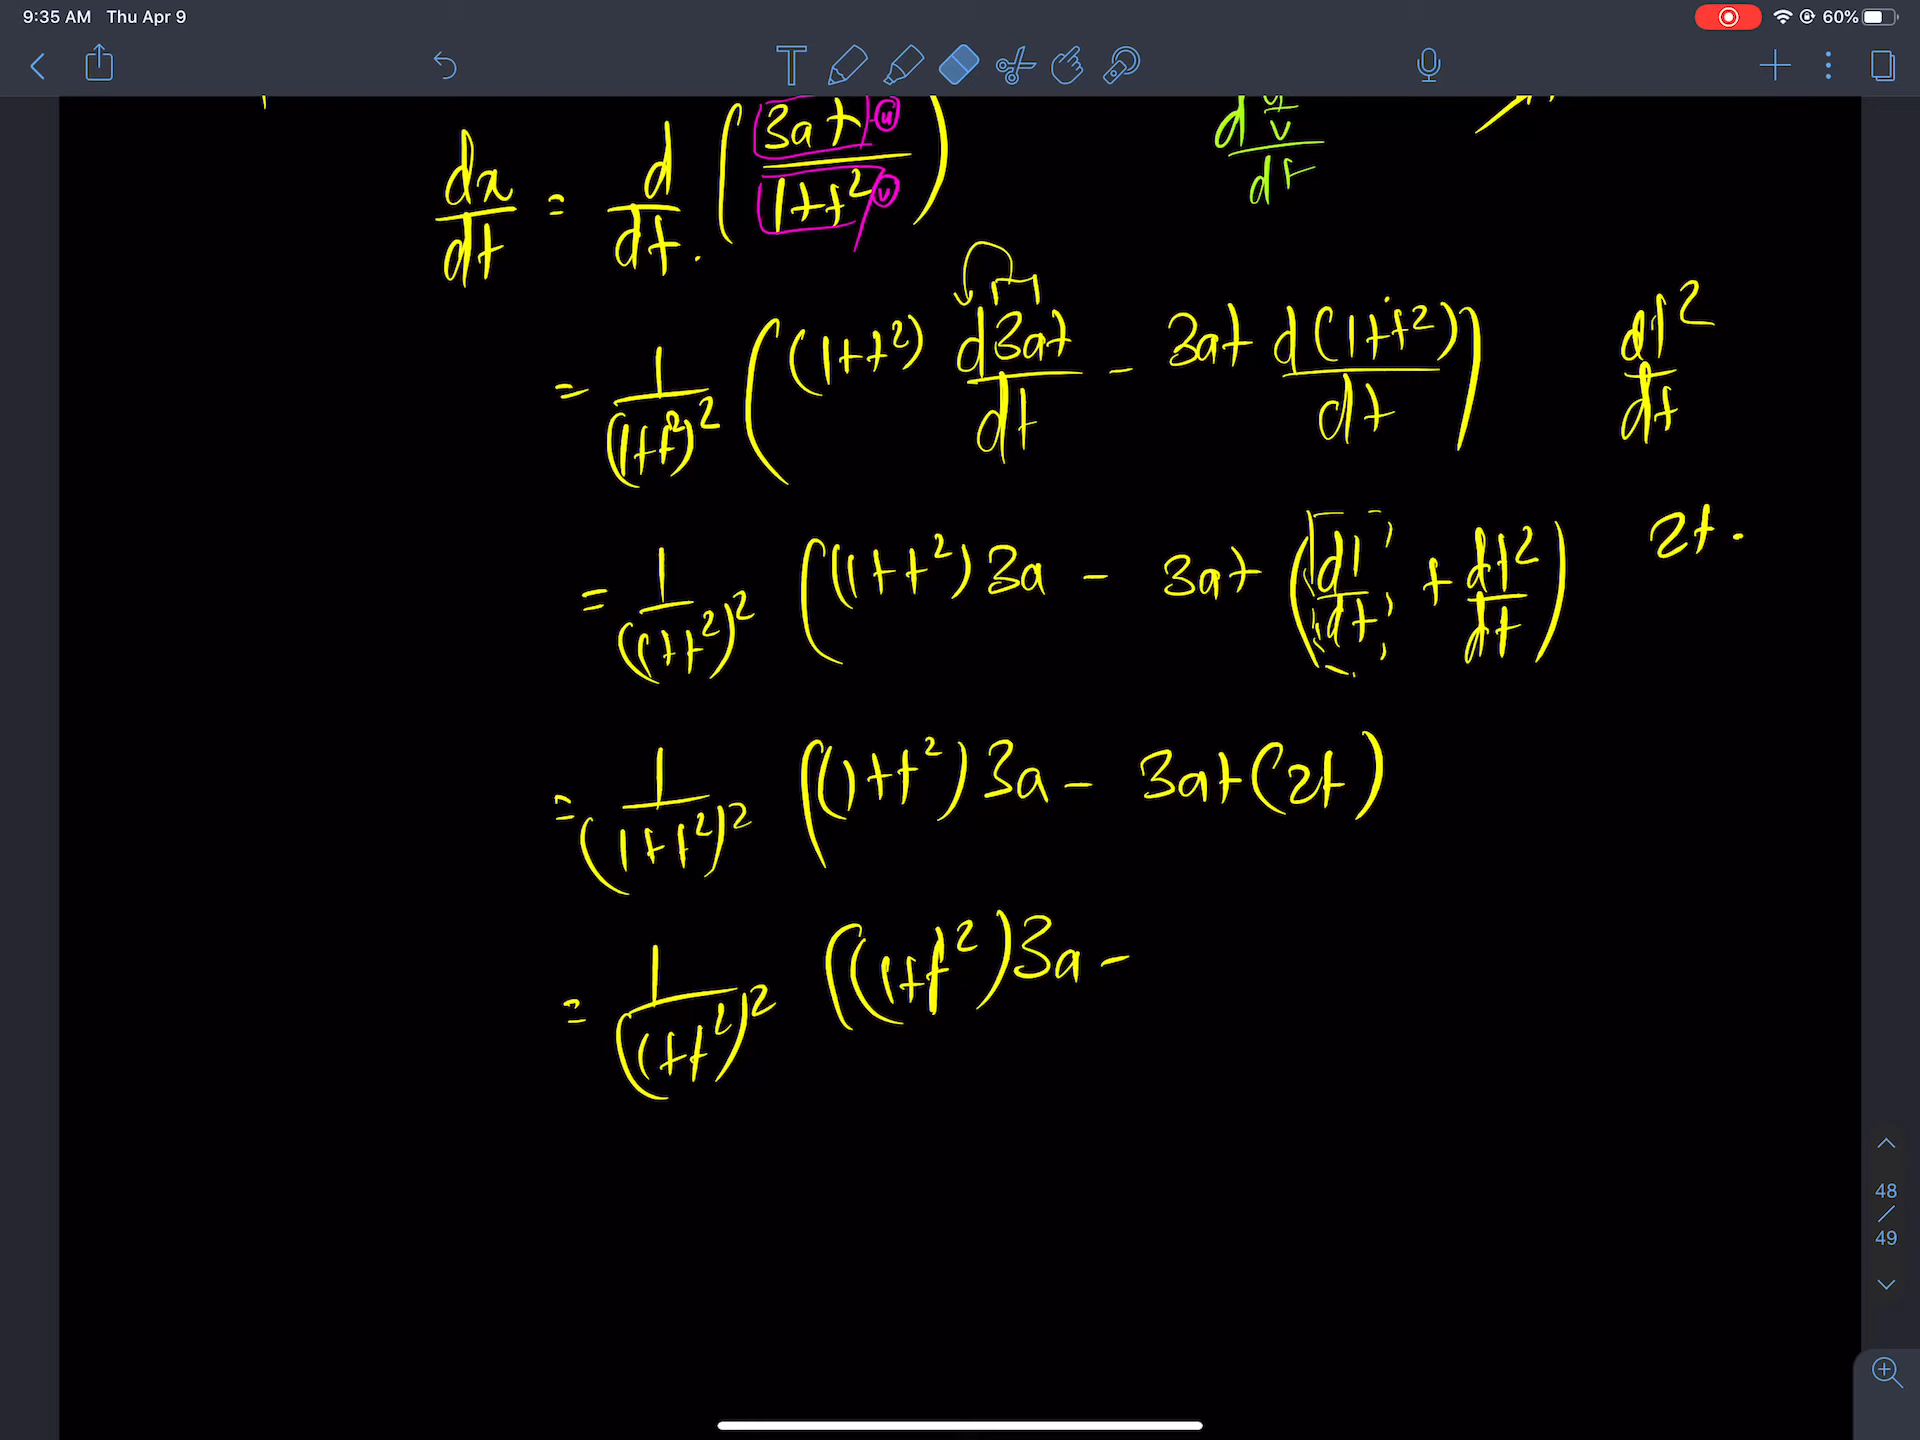 9:35 AM Thu Apr 9 60%
dx/dt = d/dt. (3at/1+t²) u v
d u/v / dt
= 1/(1+t²)² ((1+t²) d3at/dt - 3at d(1+t²)/dt) dt²/dt
= 1/(1+t²)² ((1+t²)3a - 3at (d1/dt + dt²/dt) 2t.
= 1/(1+t²)² ((1+t²)3a - 3at(2t)
= 1/(1+t²)² ((1+t²)3a -
48
/
49